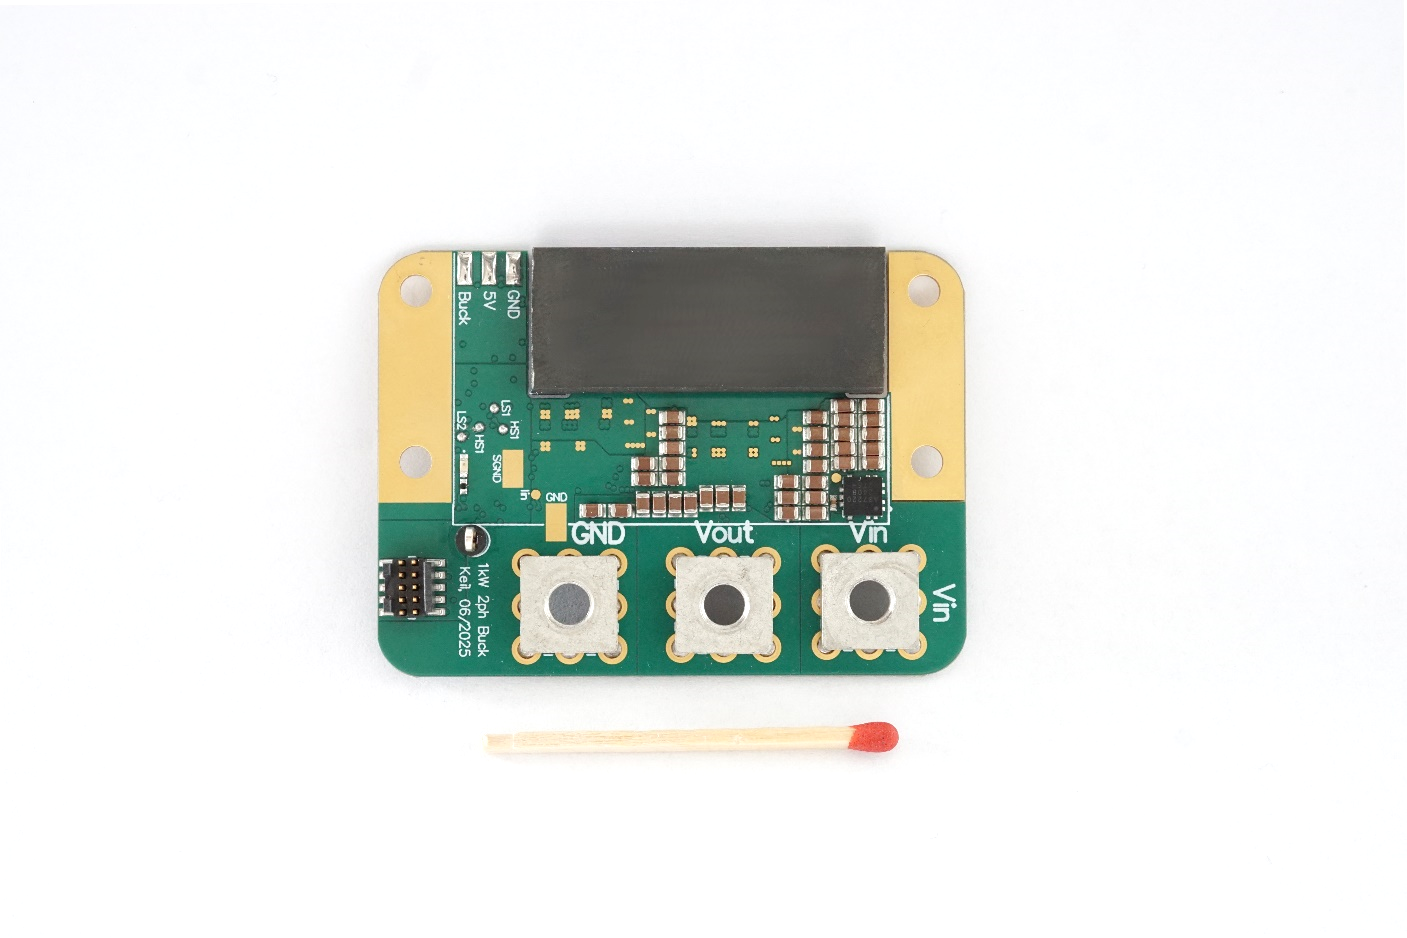 Buck
5V
GND
LS1
LS2
HS1
HS1
SGND
in
GND
GND
Vout
Vin
Vin
1kW 2ph Buck
Keil, 06/2025